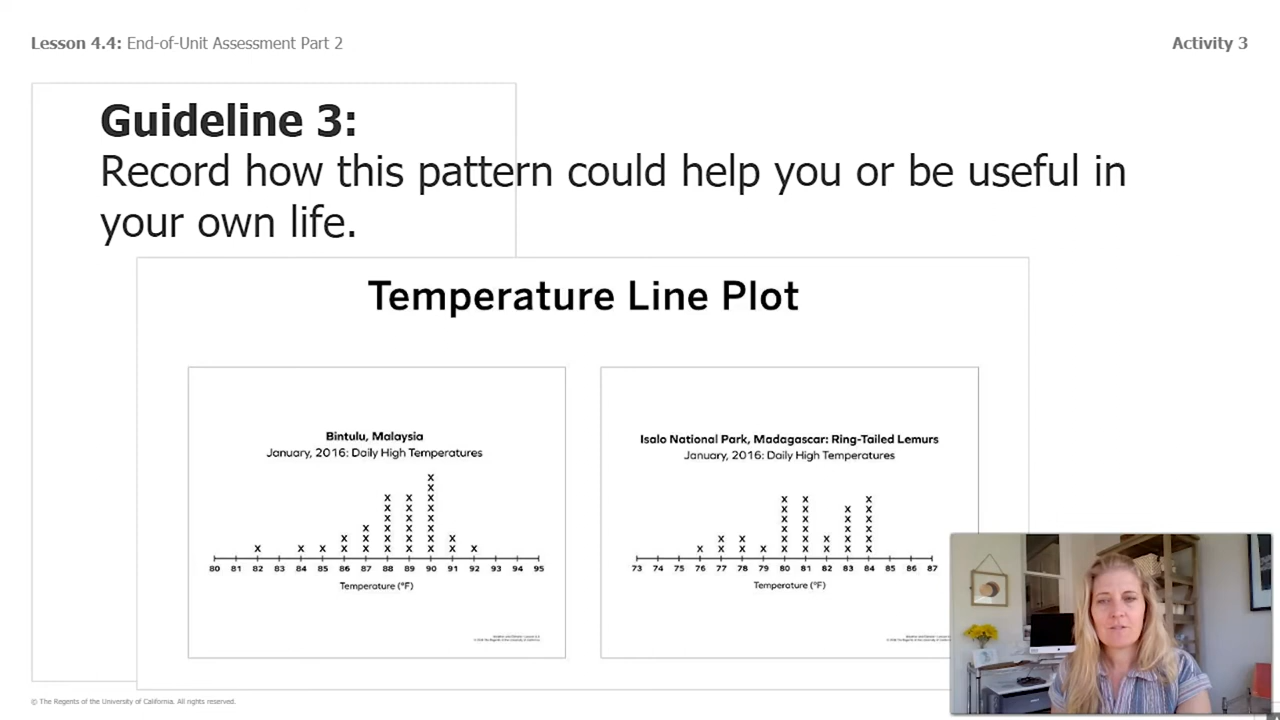 Lesson 4.4: End-of-Unit Assessment Part 2
Activity 3
Guideline 3:
Record how this pattern could help you or be useful in
your own life.
Temperature Line Plot
Bintulu, Malaysia
January, 2016: Daily High Temperatures
80 81 82 83 84 85 86 87 88 89 90 91 92 93 94 95
Temperature (°F)
Isalo National Park, Madagascar: Ring-Tailed Lemurs
January, 2016: Daily High Temperatures
73 74 75 76 77 78 79 80 81 82 83 84 85 86 87
Temperature (°F)
© The Regents of the University of California. All rights reserved.